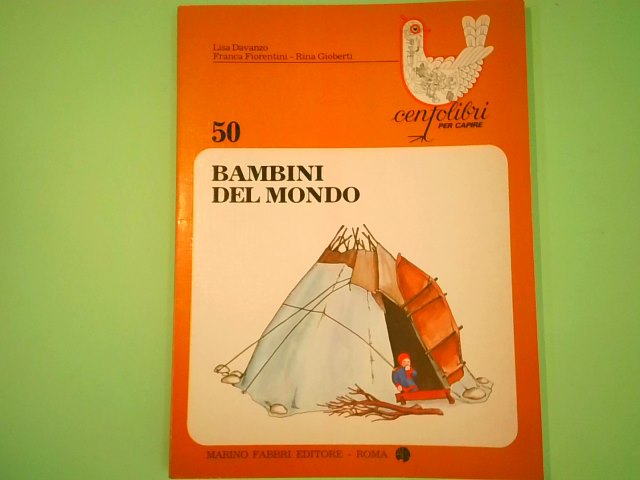 Lisa Davanzo
Franca Fiorentini - Rina Gioberti
centolibri
PER CAPIRE
50
BAMBINI
DEL MONDO
MARINO FABBRI EDITORE - ROMA